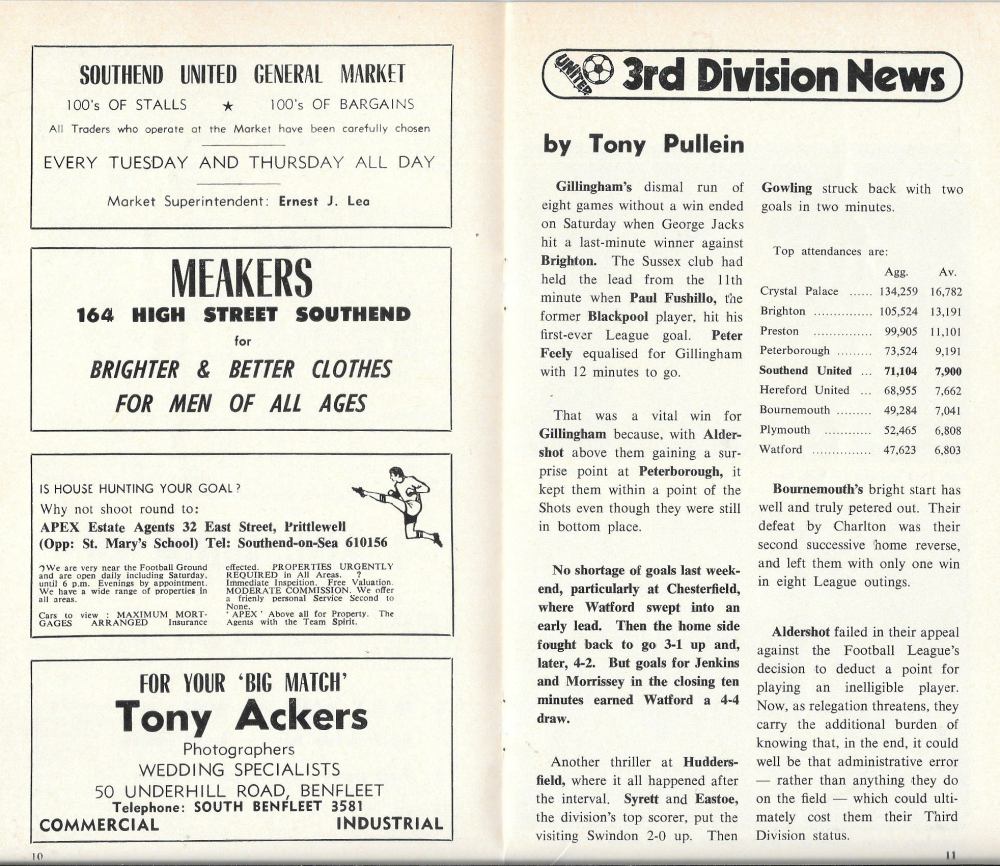 SOUTHEND UNITED GENERAL MARKET
100's OF STALLS ★ 100's OF BARGAINS
All Traders who operate at the Market have been carefully chosen
EVERY TUESDAY AND THURSDAY ALL DAY
Market Superintendent: Ernest J. Lea
MEAKERS
164 HIGH STREET SOUTHEND
for
BRIGHTER & BETTER CLOTHES
FOR MEN OF ALL AGES
IS HOUSE HUNTING YOUR GOAL?
Why not shoot round to:
APEX Estate Agents 32 East Street, Prittlewell
(Opp: St. Mary's School) Tel: Southend-on-Sea 610156
?We are very near the Football Ground
and are open daily including Saturday,
until 6 p.m. Evenings by appointment.
We have a wide range of properties in
all areas.
Cars to view : MAXIMUM MORT-
GAGES ARRANGED Insurance
effected. PROPERTIES URGENTLY
REQUIRED in All Areas. ?
Immediate Inspeition. Free Valuation.
MODERATE COMMISSION. We offer
a frienly personal Service Second to
None.
' APEX ' Above all for Property. The
Agents with the Team Spirit.
FOR YOUR 'BIG MATCH'
Tony Ackers
Photographers
WEDDING SPECIALISTS
50 UNDERHILL ROAD, BENFLEET
Telephone: SOUTH BENFLEET 3581
COMMERCIAL INDUSTRIAL
10
UNITED
3rd Division News
by Tony Pullein
Gillingham's dismal run of
eight games without a win ended
on Saturday when George Jacks
hit a last-minute winner against
Brighton. The Sussex club had
held the lead from the 11th
minute when Paul Fushillo, the
former Blackpool player, hit his
first-ever League goal. Peter
Feely equalised for Gillingham
with 12 minutes to go.
That was a vital win for
Gillingham because, with Alder-
shot above them gaining a sur-
prise point at Peterborough, it
kept them within a point of the
Shots even though they were still
in bottom place.
No shortage of goals last week-
end, particularly at Chesterfield,
where Watford swept into an
early lead. Then the home side
fought back to go 3-1 up and,
later, 4-2. But goals for Jenkins
and Morrissey in the closing ten
minutes earned Watford a 4-4
draw.
Another thriller at Hudders-
field, where it all happened after
the interval. Syrett and Eastoe,
the division's top scorer, put the
visiting Swindon 2-0 up. Then
Gowling struck back with two
goals in two minutes.
Top attendances are:
Agg. Av.
Crystal Palace ...... 134,259 16,782
Brighton ............... 105,524 13,191
Preston ............... 99,905 11,101
Peterborough ......... 73,524 9,191
Southend United ... 71,104 7,900
Hereford United ... 68,955 7,662
Bournemouth ......... 49,284 7,041
Plymouth ............ 52,465 6,808
Watford ............... 47,623 6,803
Bournemouth's bright start has
well and truly petered out. Their
defeat by Charlton was their
second successive home reverse,
and left them with only one win
in eight League outings.
Aldershot failed in their appeal
against the Football League's
decision to deduct a point for
playing an inelligible player.
Now, as relegation threatens, they
carry the additional burden of
knowing that, in the end, it could
well be that administrative error
— rather than anything they do
on the field — which could ulti-
mately cost them their Third
Division status.
11